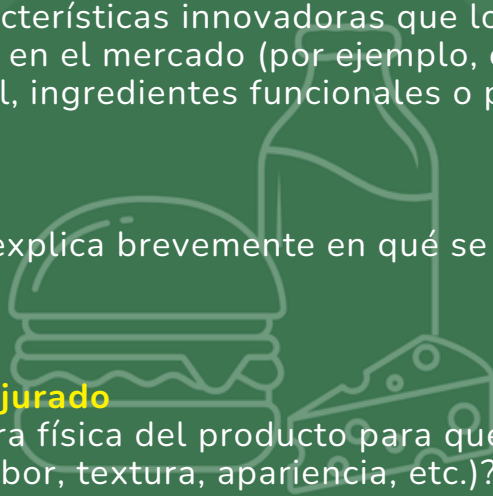 cterísticas innovadoras que lo
en el mercado (por ejemplo,
l, ingredientes funcionales o p
explica brevemente en qué se
jurado
ra física del producto para que
bor, textura, apariencia, etc.)?